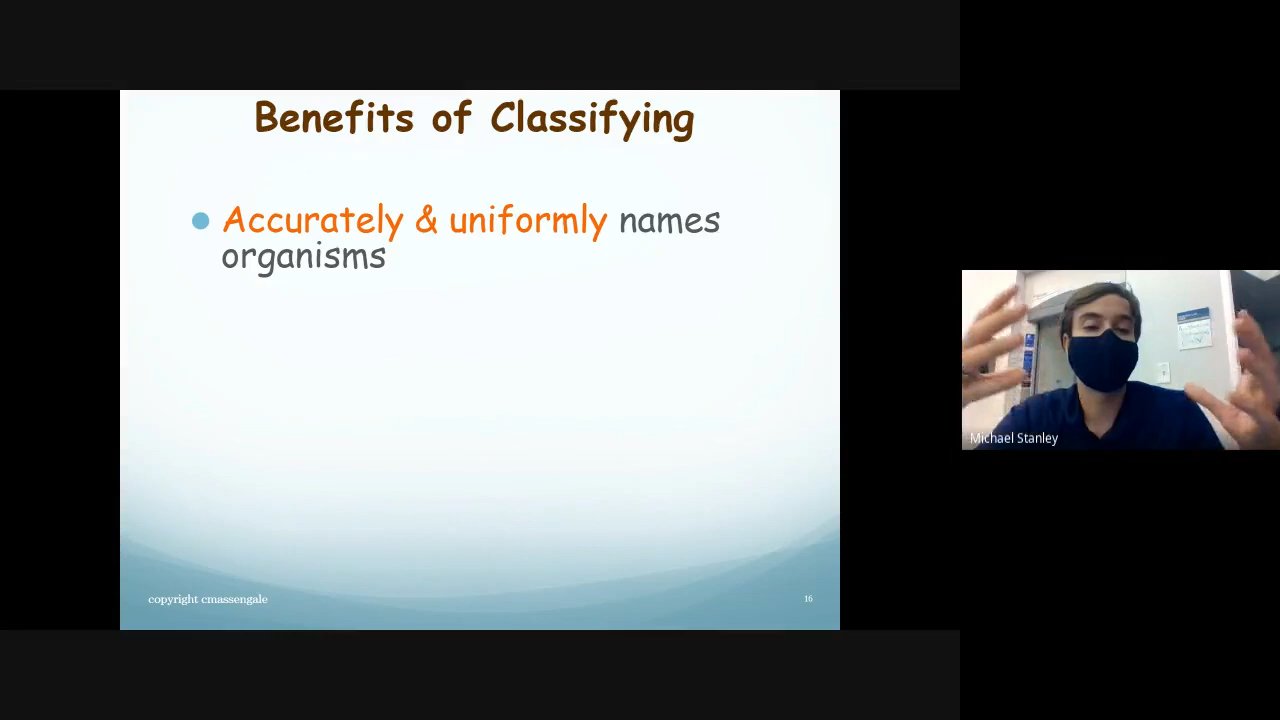 Benefits of Classifying
Accurately & uniformly names
organisms
copyright cmassengale
16
Michael Stanley